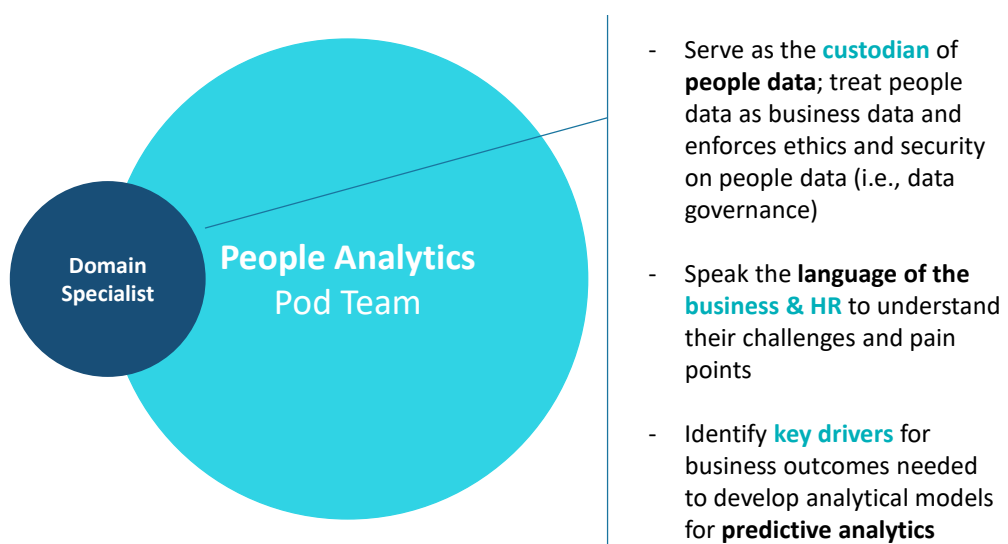 Domain
Specialist
People Analytics
Pod Team
- Serve as the custodian of
people data; treat people
data as business data and
enforces ethics and security
on people data (i.e., data
governance)
- Speak the language of the
business & HR to understand
their challenges and pain
points
- Identify key drivers for
business outcomes needed
to develop analytical models
for predictive analytics